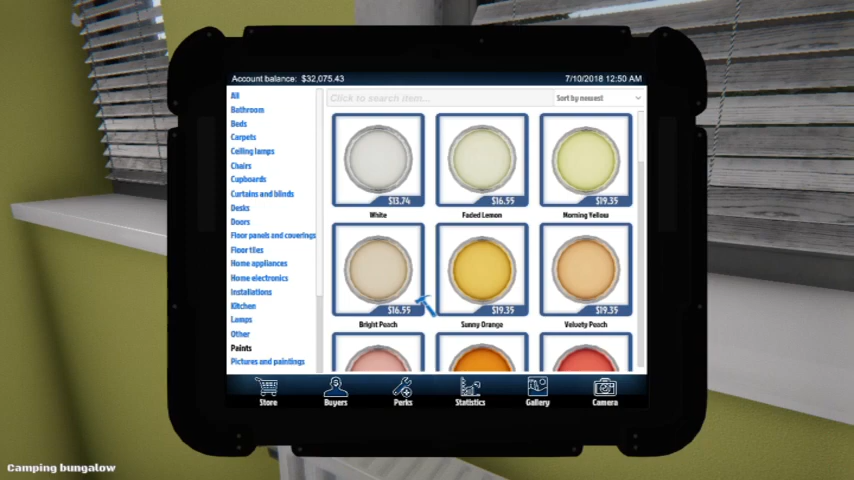 Account balance: $32,075.43
7/10/2018 12:50 AM
All
Bathroom
Beds
Carpets
Ceiling lamps
Chairs
Cupboards
Curtains and blinds
Desks
Doors
Floor panels and coverings
Floor tiles
Home appliances
Home electronics
Installations
Kitchen
Lamps
Other
Paints
Pictures and paintings
Click to search item...
Sort by newest
$13.74
$16.55
$19.35
White
Faded Lemon
Morning Yellow
$16.55
$19.35
$19.35
Bright Peach
Sunny Orange
Velvety Peach
Store
Buyers
Perks
Statistics
Gallery
Camera
Camping bungalow